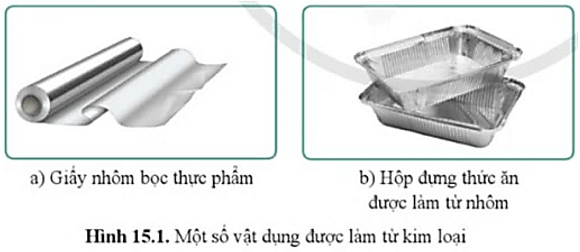 a) Giấy nhôm bọc thực phẩm
b) Hộp đựng thức ăn
được làm từ nhôm
Hình 15.1. Một số vật dụng được làm từ kim loại